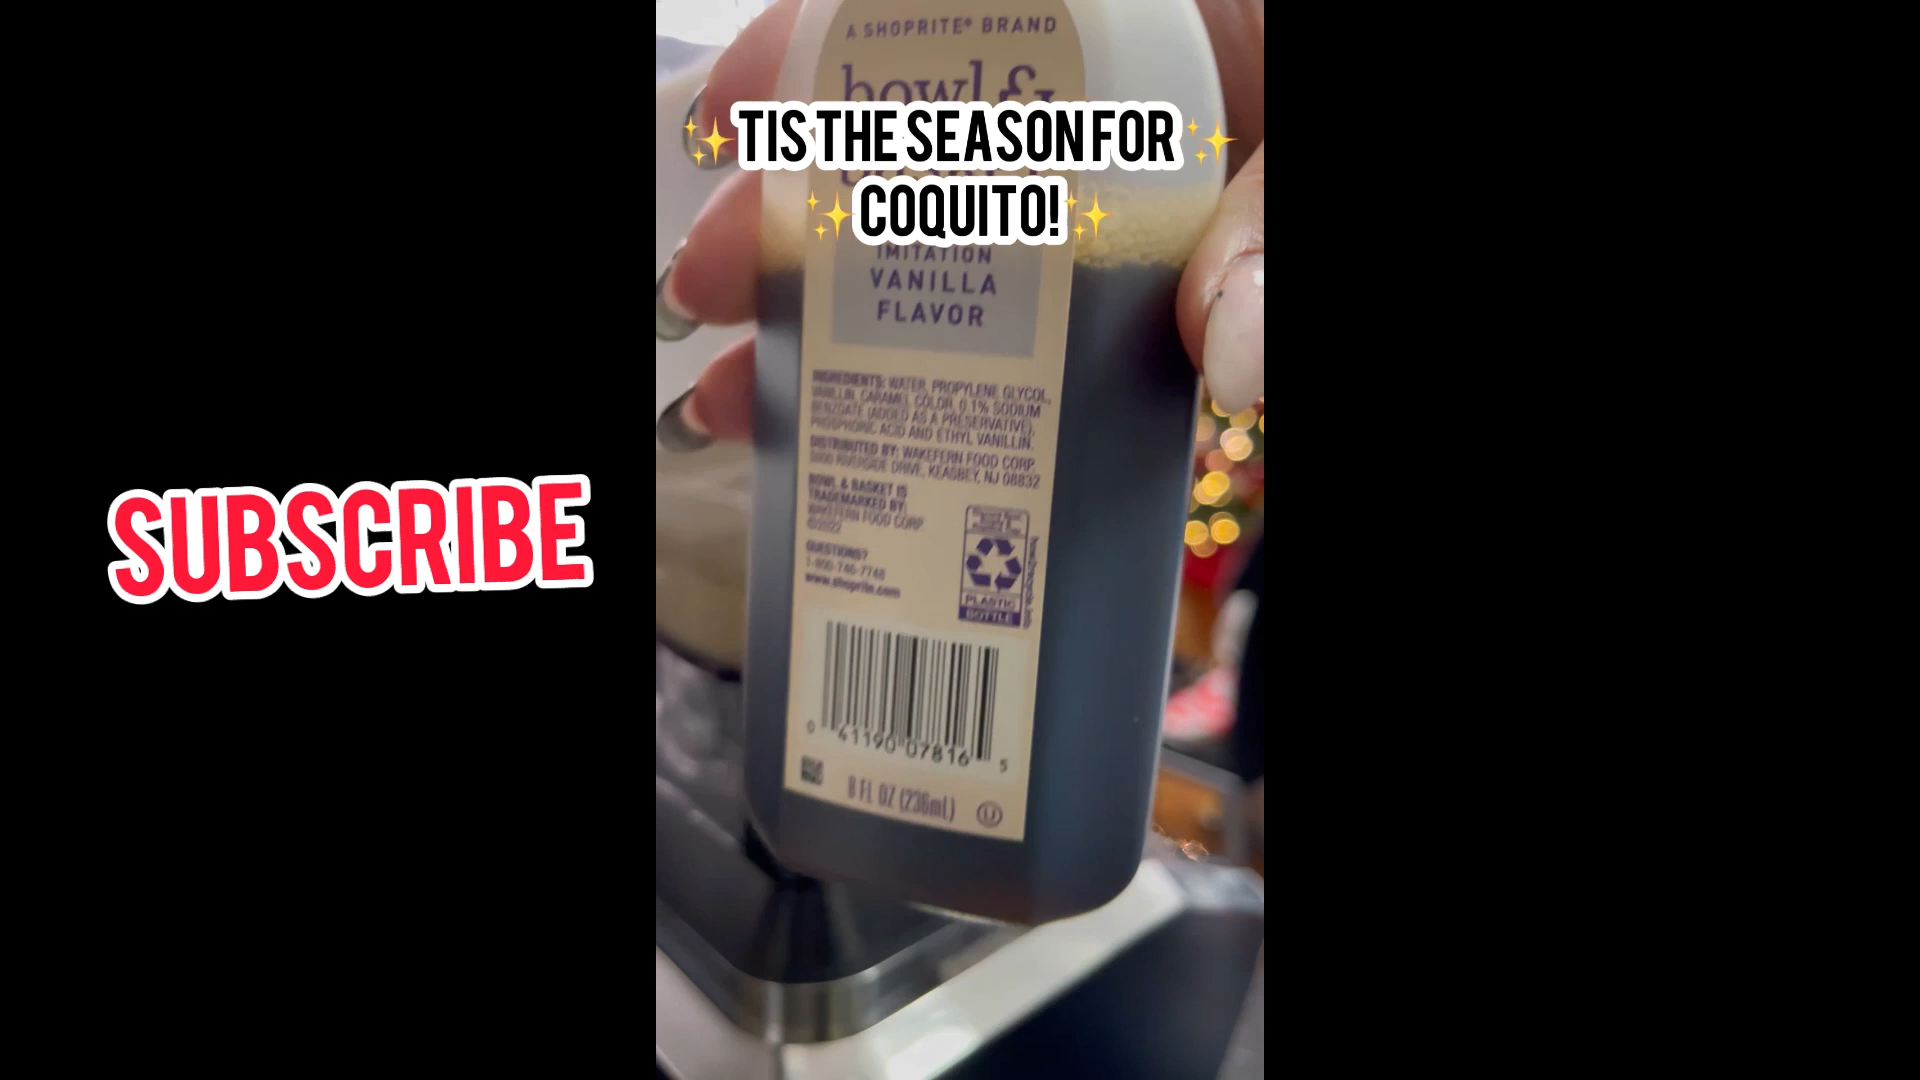 A SHOPRITE® BRAND
bowl &
✨TIS THE SEASON FOR✨
✨COQUITO!✨
IMITATION
VANILLA
FLAVOR
INGREDIENTS: WATER, PROPYLENE GLYCOL,
VANILLIN, CARAMEL COLOR, 0.1% SODIUM
BENZOATE (ADDED AS A PRESERVATIVE),
PHOSPHORIC ACID AND ETHYL VANILLIN.
DISTRIBUTED BY: WAKEFERN FOOD CORP.
5000 RIVERSIDE DRIVE, KEASBEY, NJ 08832
BOWL & BASKET IS
TRADEMARKED BY:
WAKEFERN FOOD CORP.
©2022
QUESTIONS?
1-800-746-7748
www.shoprite.com
PLASTIC
BOTTLE
how2recycle.info
0 41190 07816 5
8 FL OZ (236mL)
SUBSCRIBE